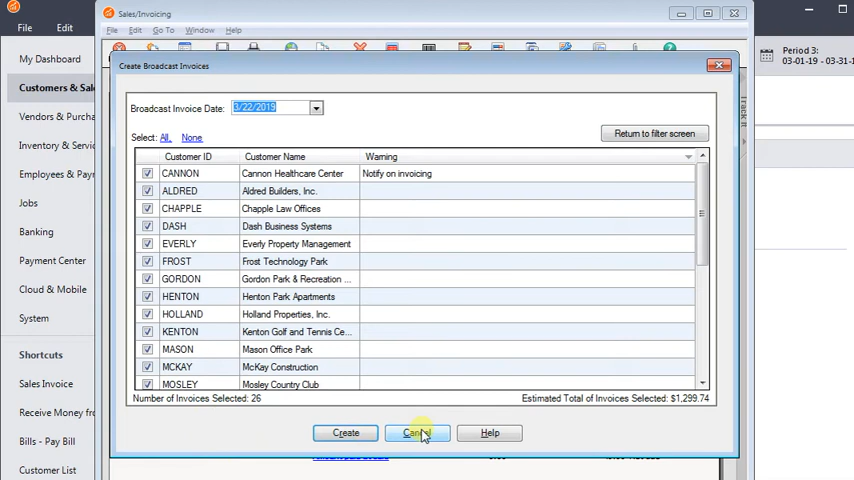 File Edit
Sales/Invoicing
File Edit Go To Window Help
Period 3:
03-01-19 - 03-31-1
My Dashboard
Customers & Sal
Vendors & Purcha
Inventory & Servic
Employees & Pay
Jobs
Banking
Payment Center
Cloud & Mobile
System
Shortcuts
Sales Invoice
Receive Money fro
Bills - Pay Bill
Customer List
Track it
Create Broadcast Invoices
Broadcast Invoice Date: 3/22/2019
Select: All, None
Return to filter screen
Customer ID Customer Name Warning
CANNON Cannon Healthcare Center Notify on invoicing
ALDRED Aldred Builders, Inc.
CHAPPLE Chapple Law Offices
DASH Dash Business Systems
EVERLY Everly Property Management
FROST Frost Technology Park
GORDON Gordon Park & Recreation ...
HENTON Henton Park Apartments
HOLLAND Holland Properties, Inc.
KENTON Kenton Golf and Tennis Ce...
MASON Mason Office Park
MCKAY McKay Construction
MOSLEY Mosley Country Club
Number of Invoices Selected: 26
Estimated Total of Invoices Selected: $1,299.74
Create Cancel Help